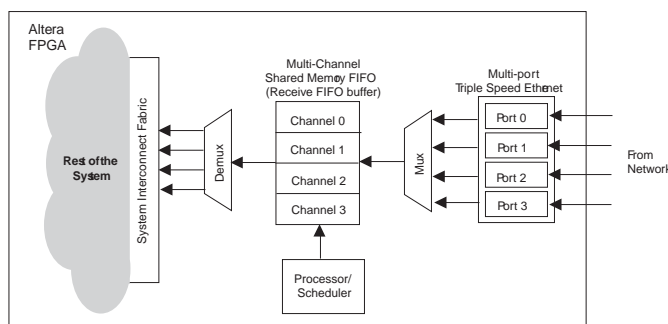 Altera
FPGA
Rest of the
System
System Interconnect Fabric
Demux
Multi-Channel
Shared Memory FIFO
(Receive FIFO buffer)
Channel 0
Channel 1
Channel 2
Channel 3
Processor/
Scheduler
Mux
Multi-port
Triple Speed Ethernet
Port 0
Port 1
Port 2
Port 3
From
Network